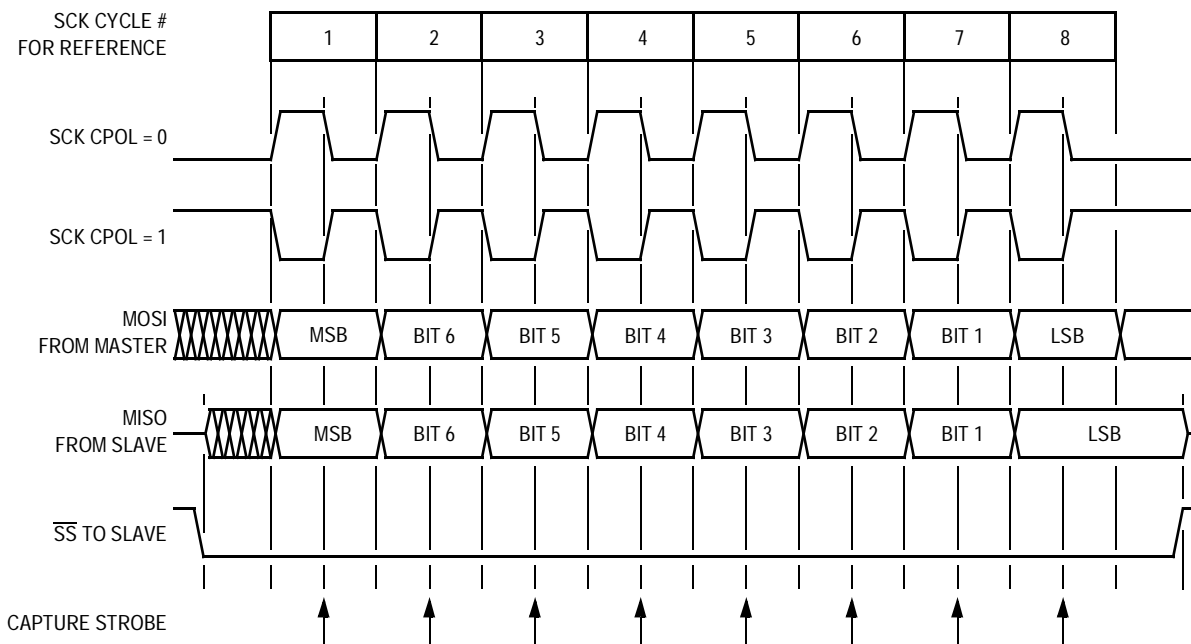 SCK CYCLE #
FOR REFERENCE
1 2 3 4 5 6 7 8
SCK CPOL = 0
SCK CPOL = 1
MOSI
FROM MASTER
MSB BIT 6 BIT 5 BIT 4 BIT 3 BIT 2 BIT 1 LSB
MISO
FROM SLAVE
MSB BIT 6 BIT 5 BIT 4 BIT 3 BIT 2 BIT 1 LSB
S̅S̅ TO SLAVE
CAPTURE STROBE